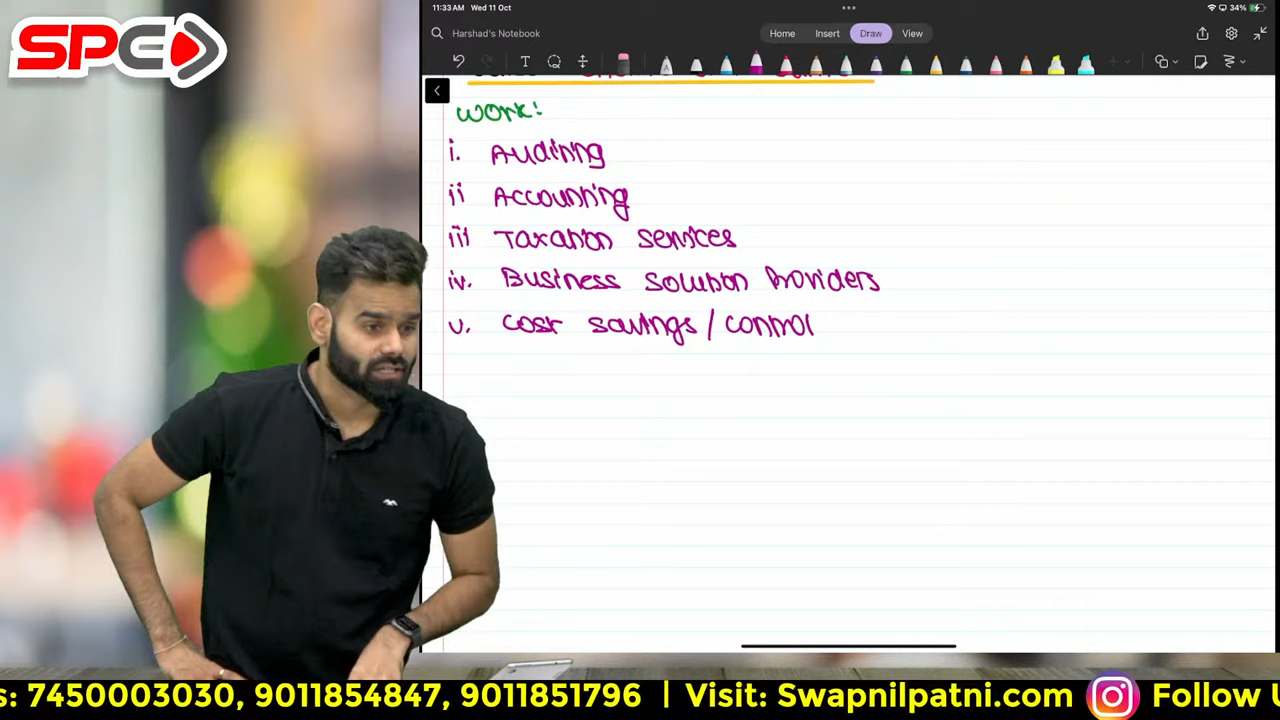 11:33 AM Wed 11 Oct
34%
SPC
Harshad's Notebook
Home Insert Draw View
Work:
i. Auditing
ii Accounting
iii Taxation services
iv. Business solution Providers
v. Cost savings / control
s: 7450003030, 9011854847, 9011851796 | Visit: Swapnilpatni.com Follow U